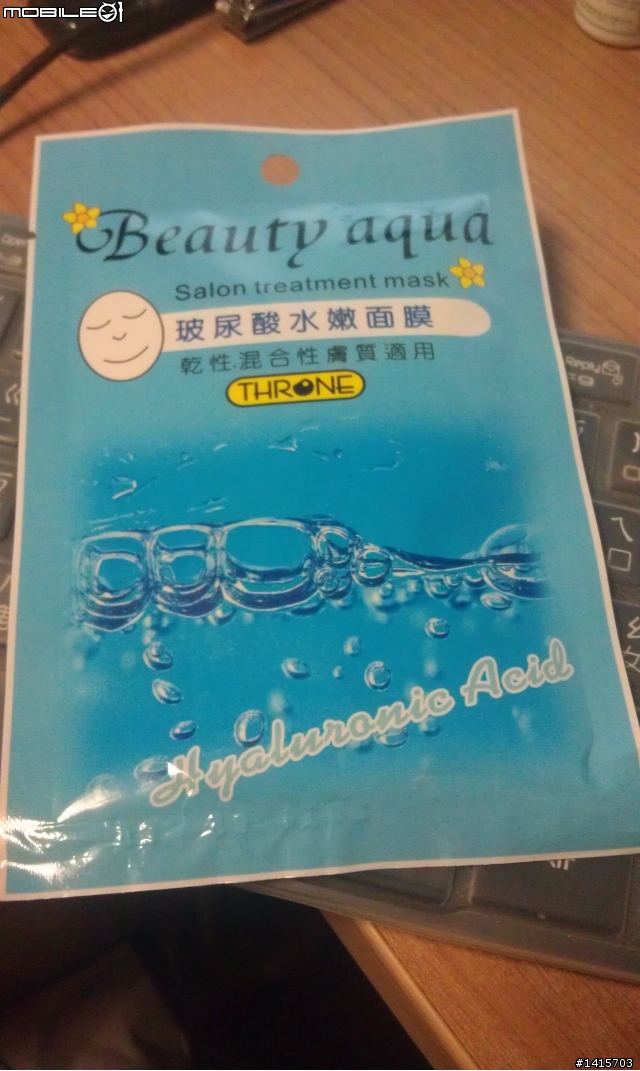 MOBILE01
Beauty aqua
Salon treatment mask
玻尿酸水嫩面膜
乾性.混合性膚質適用
THRONE
Hyaluronic Acid
Reply
ㄟ
ㄠ
#1415703